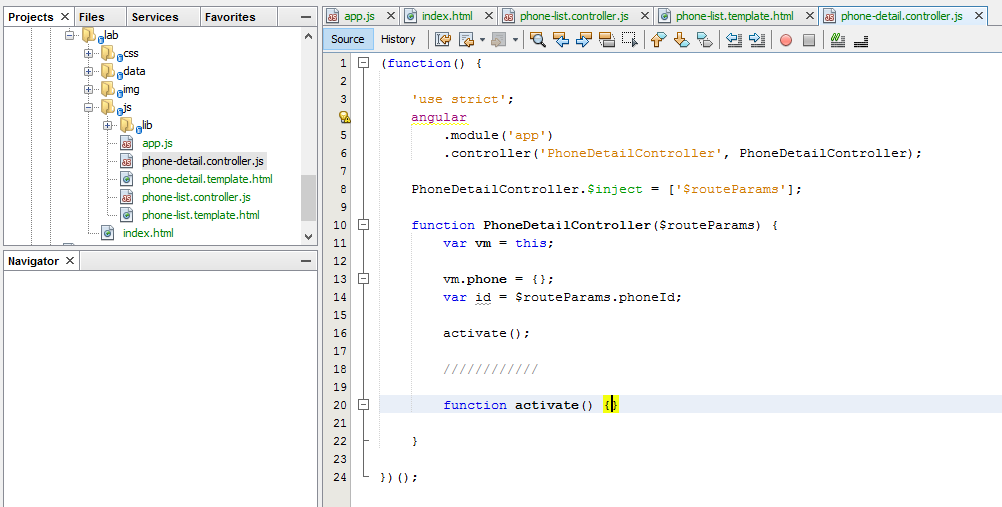 Projects Files Services Favorites
lab
css
data
img
js
lib
app.js
phone-detail.controller.js
phone-detail.template.html
phone-list.controller.js
phone-list.template.html
index.html
Navigator
app.js index.html phone-list.controller.js phone-list.template.html phone-detail.controller.js
Source History
1 (function() {
2
3 'use strict';
angular
5 .module('app')
6 .controller('PhoneDetailController', PhoneDetailController);
7
8 PhoneDetailController.$inject = ['$routeParams'];
9
10 function PhoneDetailController($routeParams) {
11 var vm = this;
12
13 vm.phone = {};
14 var id = $routeParams.phoneId;
15
16 activate();
17
18 ////////////
19
20 function activate() {}
21
22 }
23
24 })();